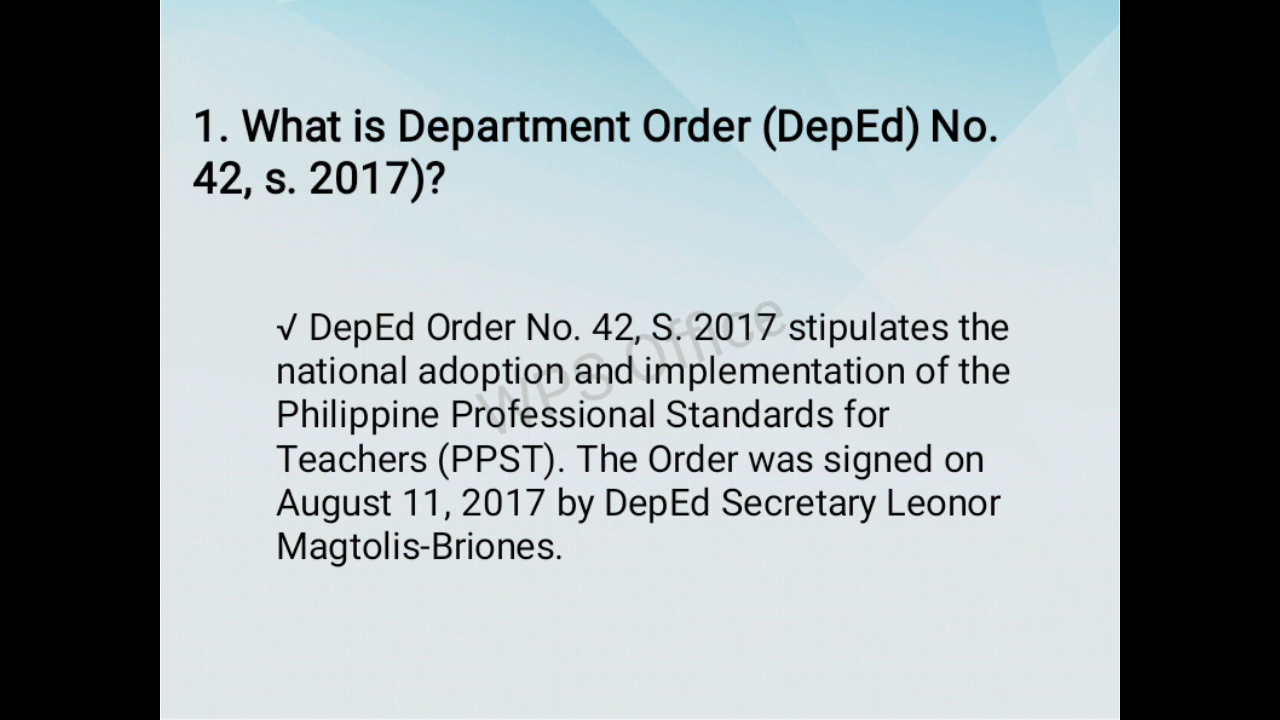 1. What is Department Order (DepEd) No.
42, s. 2017)?
√ DepEd Order No. 42, S. 2017 stipulates the
national adoption and implementation of the
Philippine Professional Standards for
Teachers (PPST). The Order was signed on
August 11, 2017 by DepEd Secretary Leonor
Magtolis-Briones.
WPS Office